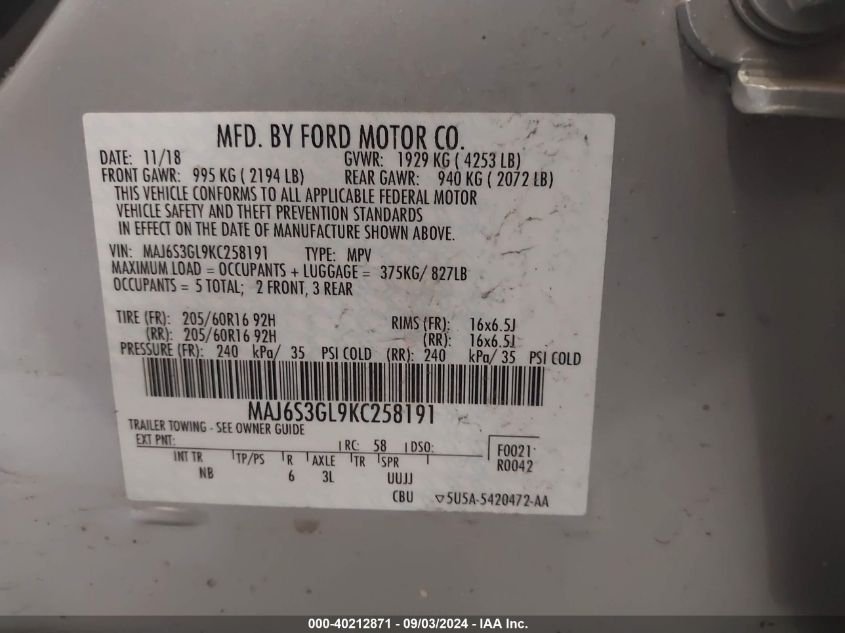 MFD. BY FORD MOTOR CO.
DATE: 11/18 GVWR: 1929 KG ( 4253 LB)
FRONT GAWR: 995 KG ( 2194 LB) REAR GAWR: 940 KG ( 2072 LB)
THIS VEHICLE CONFORMS TO ALL APPLICABLE FEDERAL MOTOR
VEHICLE SAFETY AND THEFT PREVENTION STANDARDS
IN EFFECT ON THE DATE OF MANUFACTURE SHOWN ABOVE.
VIN: MAJ6S3GL9KC258191 TYPE: MPV
MAXIMUM LOAD = OCCUPANTS + LUGGAGE = 375KG/ 827LB
OCCUPANTS = 5 TOTAL; 2 FRONT, 3 REAR
TIRE (FR): 205/60R16 92H RIMS (FR): 16x6.5J
(RR): 205/60R16 92H (RR): 16x6.5J
PRESSURE (FR): 240 kPa/ 35 PSI COLD (RR): 240 kPa/ 35 PSI COLD
MAJ6S3GL9KC258191
TRAILER TOWING - SEE OWNER GUIDE
EXT PNT: RC: 58 DSO: F0021
R0042
INT TR TP/PS R AXLE TR SPR
NB 6 3L UUJJ
CBU 5U5A-5420472-AA
000-40212871 - 09/03/2024 - IAA Inc.